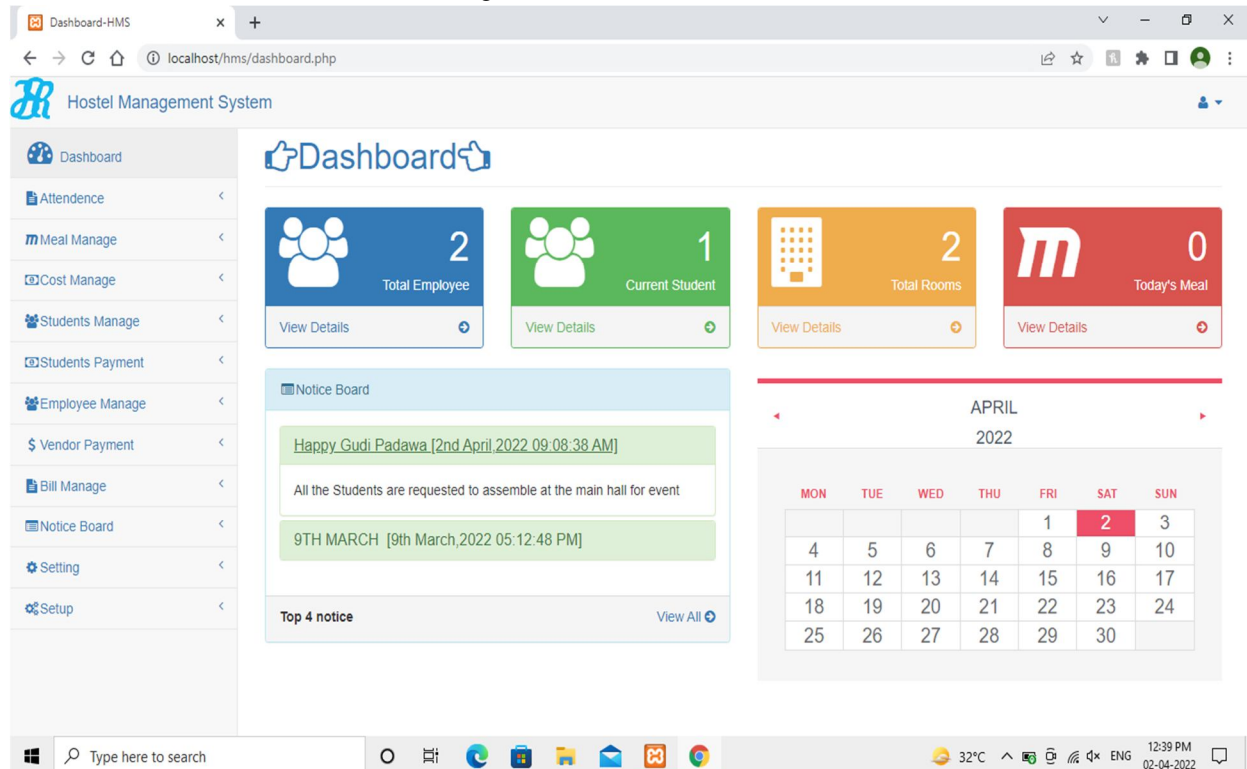 Dashboard-HMS
localhost/hms/dashboard.php
Hostel Management System
Dashboard
Attendence
Meal Manage
Cost Manage
Students Manage
Students Payment
Employee Manage
$ Vendor Payment
Bill Manage
Notice Board
Setting
Setup
Dashboard
2
Total Employee
View Details
1
Current Student
View Details
2
Total Rooms
View Details
m
0
Today's Meal
View Details
Notice Board
Happy Gudi Padawa [2nd April,2022 09:08:38 AM]
All the Students are requested to assemble at the main hall for event
9TH MARCH [9th March,2022 05:12:48 PM]
Top 4 notice View All
APRIL
2022
MON TUE WED THU FRI SAT SUN
1 2 3
4 5 6 7 8 9 10
11 12 13 14 15 16 17
18 19 20 21 22 23 24
25 26 27 28 29 30
Type here to search
32°C ENG
12:39 PM
02-04-2022